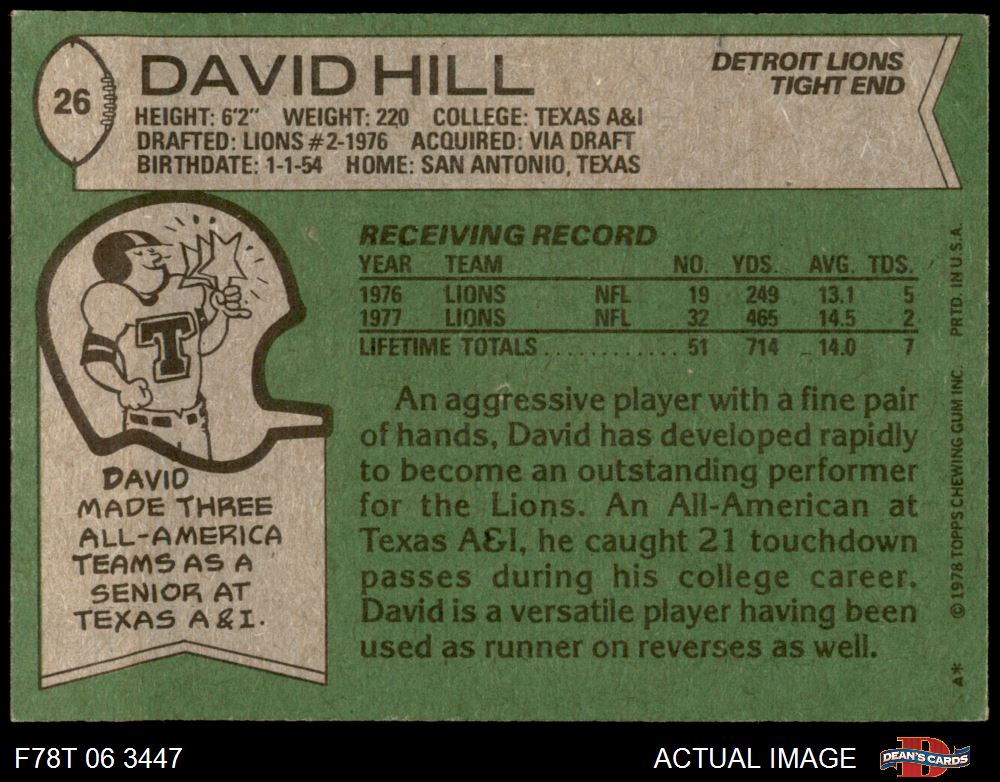 26
DAVID HILL
DETROIT LIONS
TIGHT END
HEIGHT: 6'2" WEIGHT: 220 COLLEGE: TEXAS A&I
DRAFTED: LIONS #2-1976 ACQUIRED: VIA DRAFT
BIRTHDATE: 1-1-54 HOME: SAN ANTONIO, TEXAS
T
DAVID
MADE THREE
ALL-AMERICA
TEAMS AS A
SENIOR AT
TEXAS A & I.
RECEIVING RECORD
YEAR TEAM NO. YDS. AVG. TDS.
1976 LIONS NFL 19 249 13.1 5
1977 LIONS NFL 32 465 14.5 2
LIFETIME TOTALS ............ 51 714 14.0 7
An aggressive player with a fine pair
of hands, David has developed rapidly
to become an outstanding performer
for the Lions. An All-American at
Texas A&I, he caught 21 touchdown
passes during his college career.
David is a versatile player having been
used as runner on reverses as well.
A* © 1978 TOPPS CHEWING GUM INC. PRTD. IN U.S.A.
F78T 06 3447
ACTUAL IMAGE
D
DEAN'S CARDS